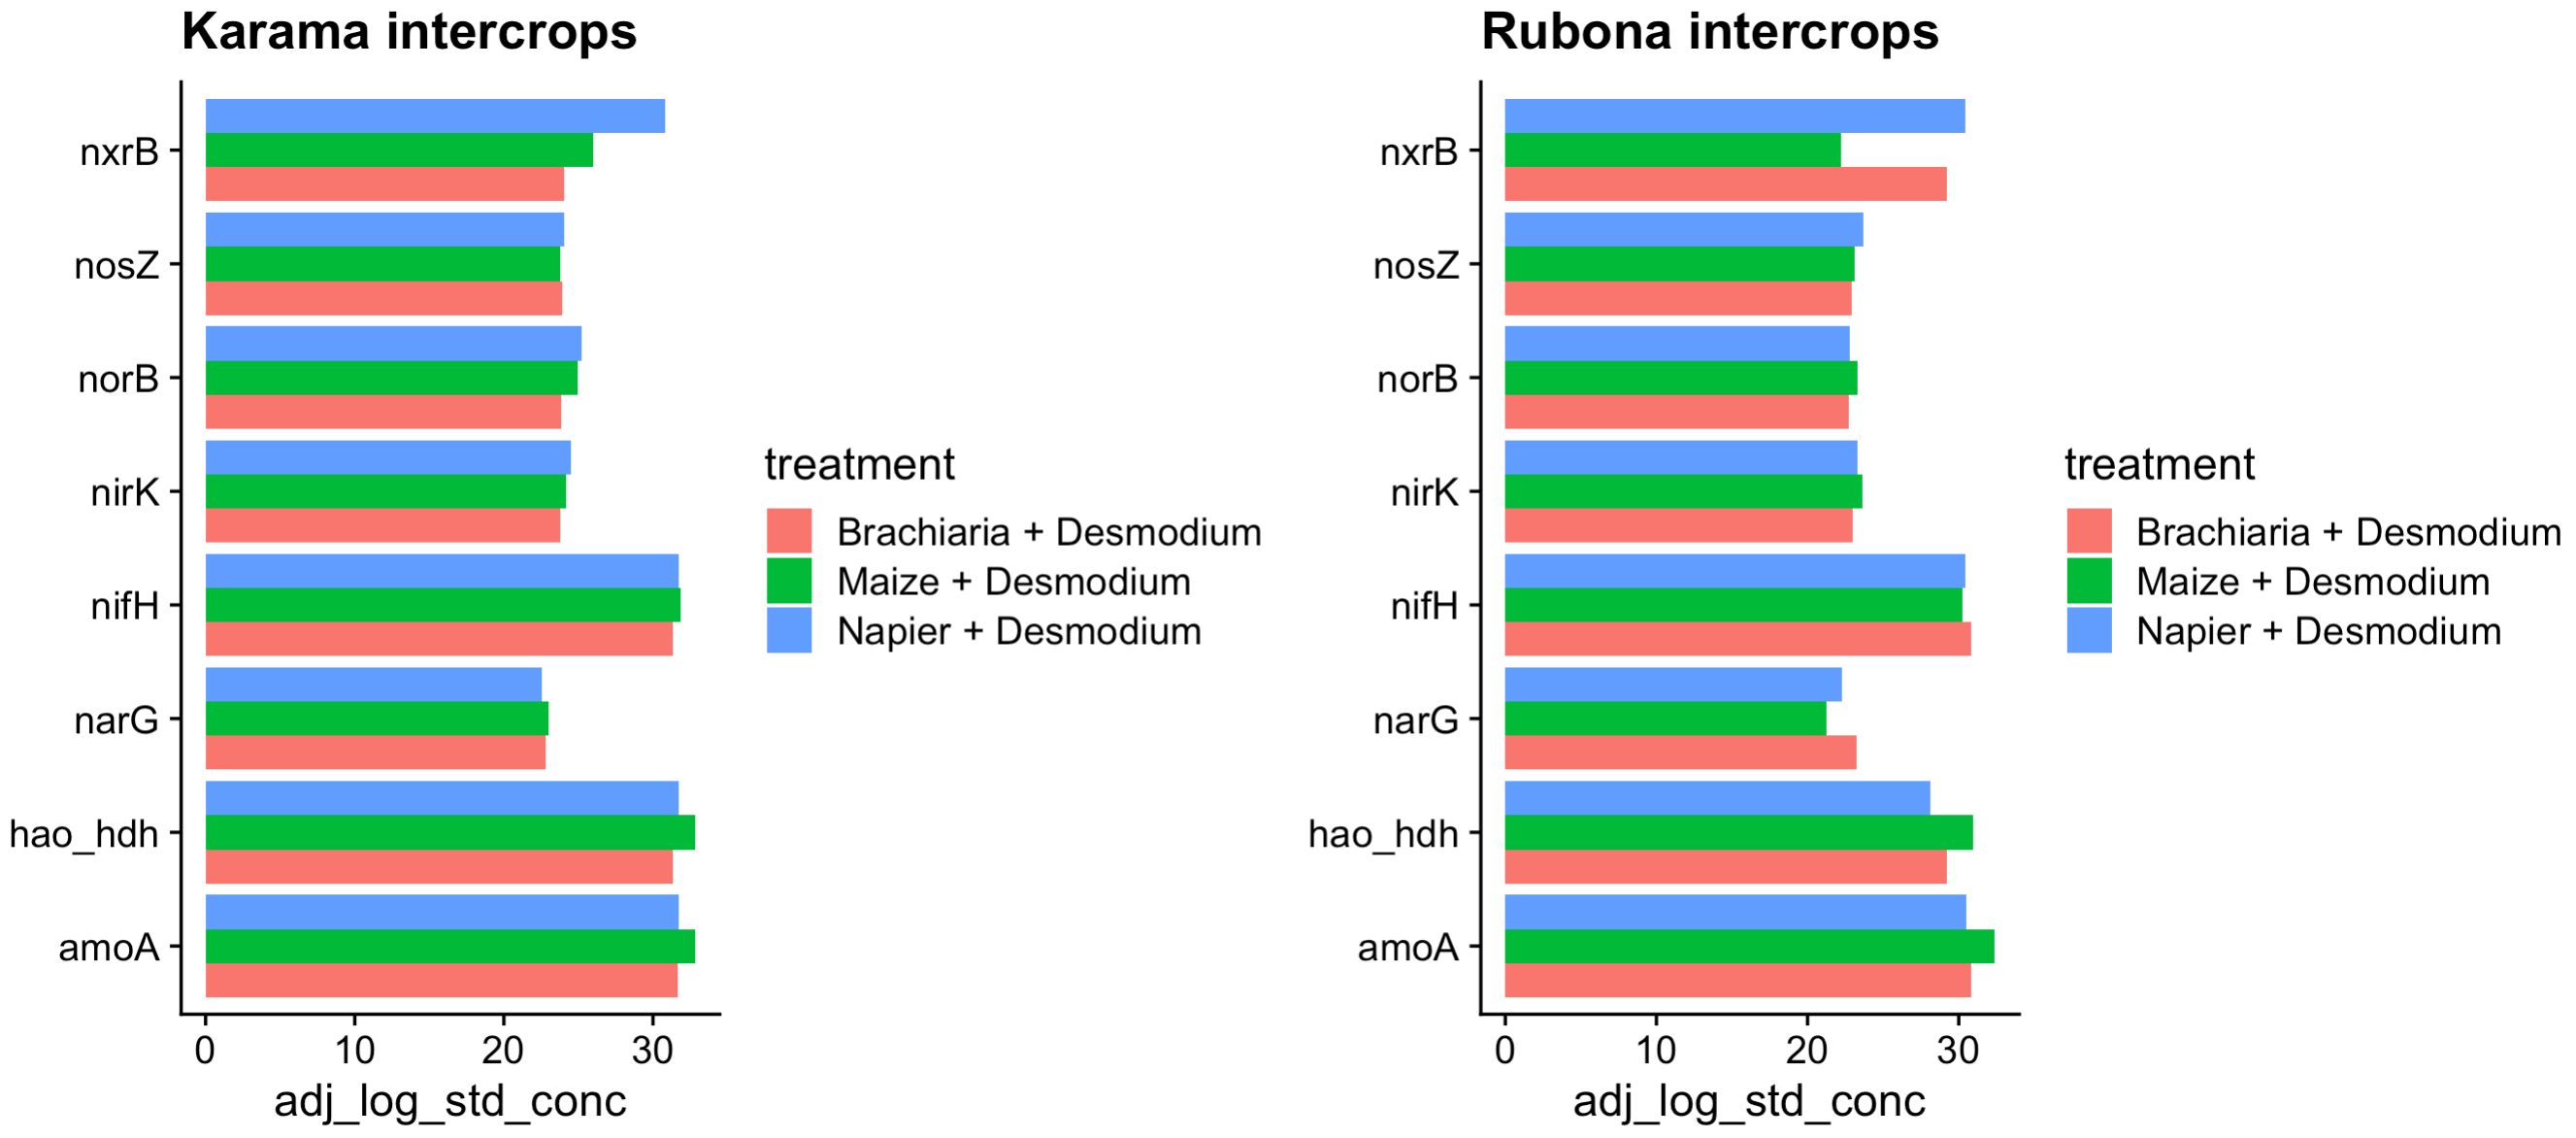 Karama intercrops
nxrB
nosZ
norB
nirK
nifH
narG
hao_hdh
amoA
0 10 20 30
adj_log_std_conc
treatment
Brachiaria + Desmodium
Maize + Desmodium
Napier + Desmodium
Rubona intercrops
nxrB
nosZ
norB
nirK
nifH
narG
hao_hdh
amoA
0 10 20 30
adj_log_std_conc
treatment
Brachiaria + Desmodium
Maize + Desmodium
Napier + Desmodium